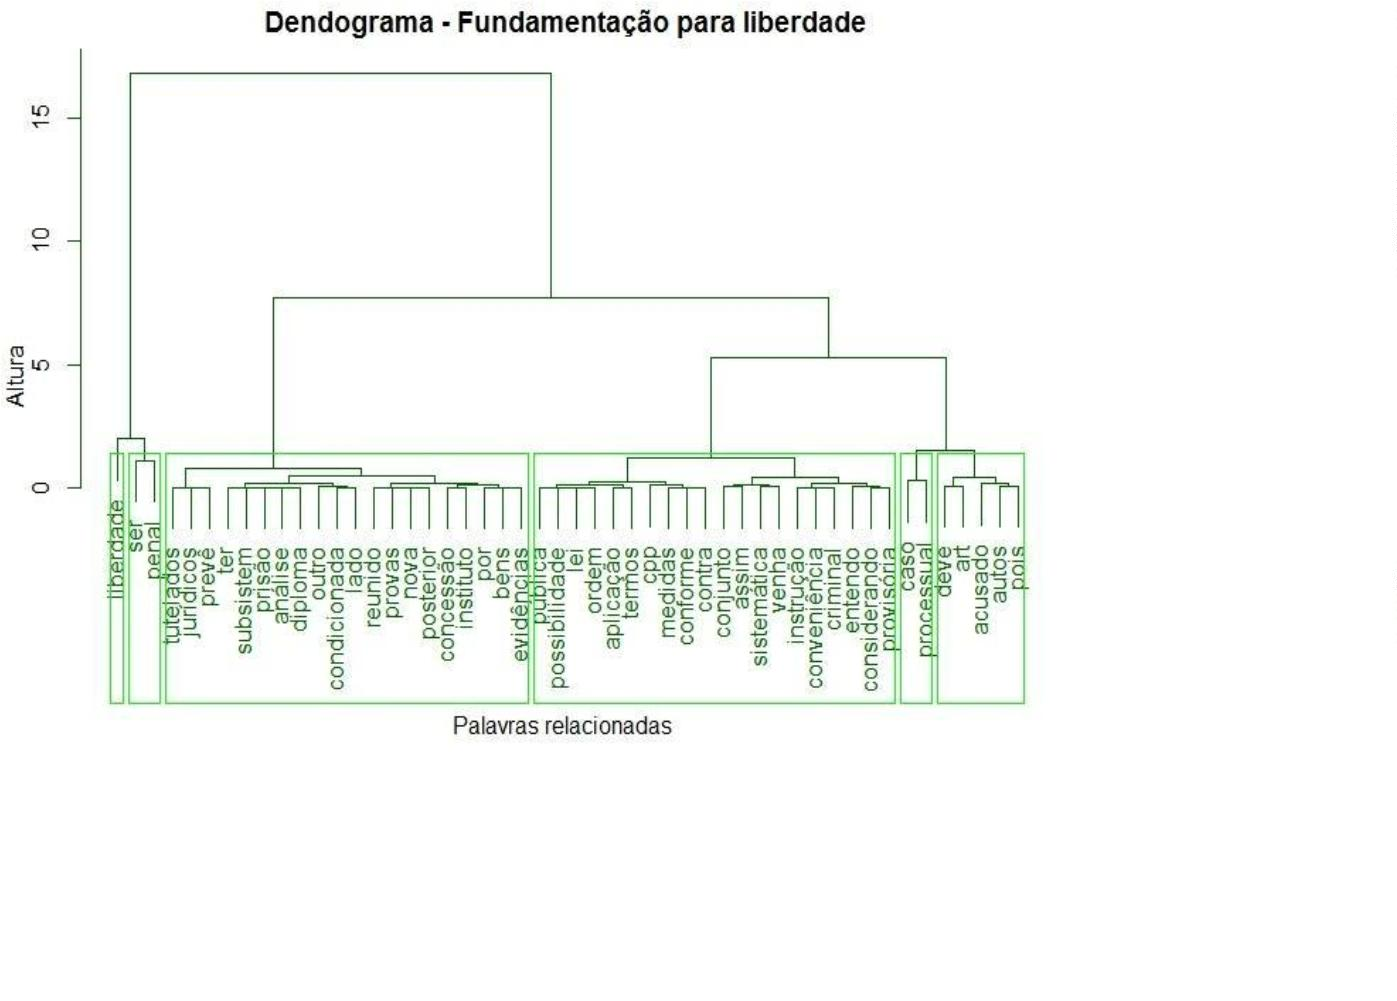 Dendograma - Fundamentação para liberdade
15
10
5
0
Altura
liberdade
ser
penal
tutelados
jurídicos
prevê
ter
subsistem
prisão
análise
diploma
outro
condicionada
lado
reunido
provas
nova
posterior
concessão
instituto
por
bens
evidências
pública
possibilidade
lei
ordem
aplicação
termos
cpp
medidas
conforme
contra
conjunto
assim
sistemática
venha
instrução
conveniência
criminal
entendo
considerando
provisória
caso
processual
deve
art
acusado
autos
pois
Palavras relacionadas